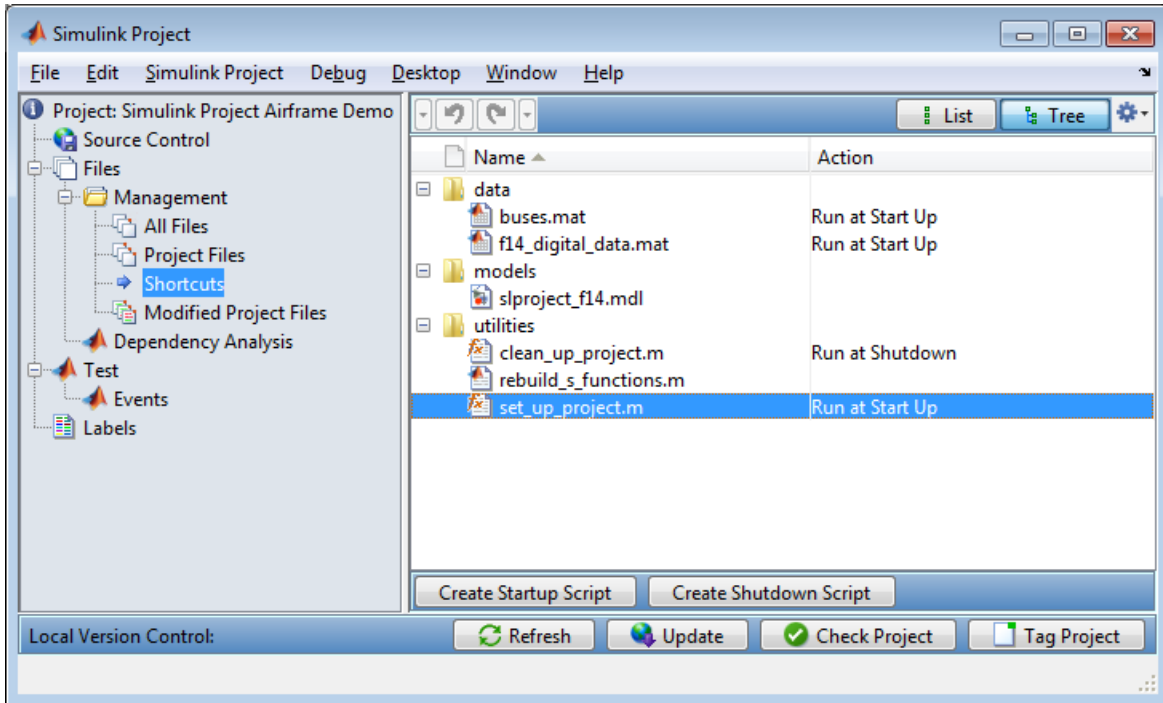 Simulink Project
File Edit Simulink Project Debug Desktop Window Help
Project: Simulink Project Airframe Demo
Source Control
Files
Management
All Files
Project Files
Shortcuts
Modified Project Files
Dependency Analysis
Test
Events
Labels
List Tree
Name Action
data
buses.mat Run at Start Up
f14_digital_data.mat Run at Start Up
models
slproject_f14.mdl
utilities
clean_up_project.m Run at Shutdown
rebuild_s_functions.m
set_up_project.m Run at Start Up
Create Startup Script Create Shutdown Script
Local Version Control: Refresh Update Check Project Tag Project